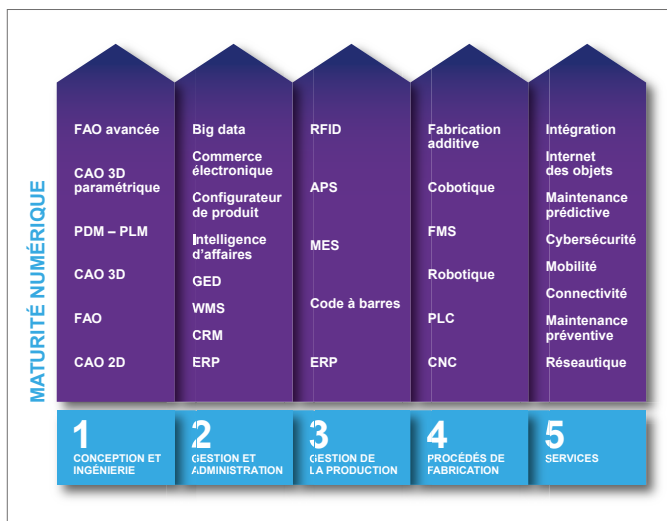 MATURITÉ NUMÉRIQUE
FAO avancée
CAO 3D
paramétrique
PDM – PLM
CAO 3D
FAO
CAO 2D
1
CONCEPTION ET
INGÉNIERIE
Big data
Commerce
électronique
Configurateur
de produit
Intelligence
d'affaires
GED
WMS
CRM
ERP
2
GESTION ET
ADMINISTRATION
RFID
APS
MES
Code à barres
ERP
3
GESTION DE
LA PRODUCTION
Fabrication
additive
Cobotique
FMS
Robotique
PLC
CNC
4
PROCÉDÉS DE
FABRICATION
Intégration
Internet
des objets
Maintenance
prédictive
Cybersécurité
Mobilité
Connectivité
Maintenance
préventive
Réseautique
5
SERVICES